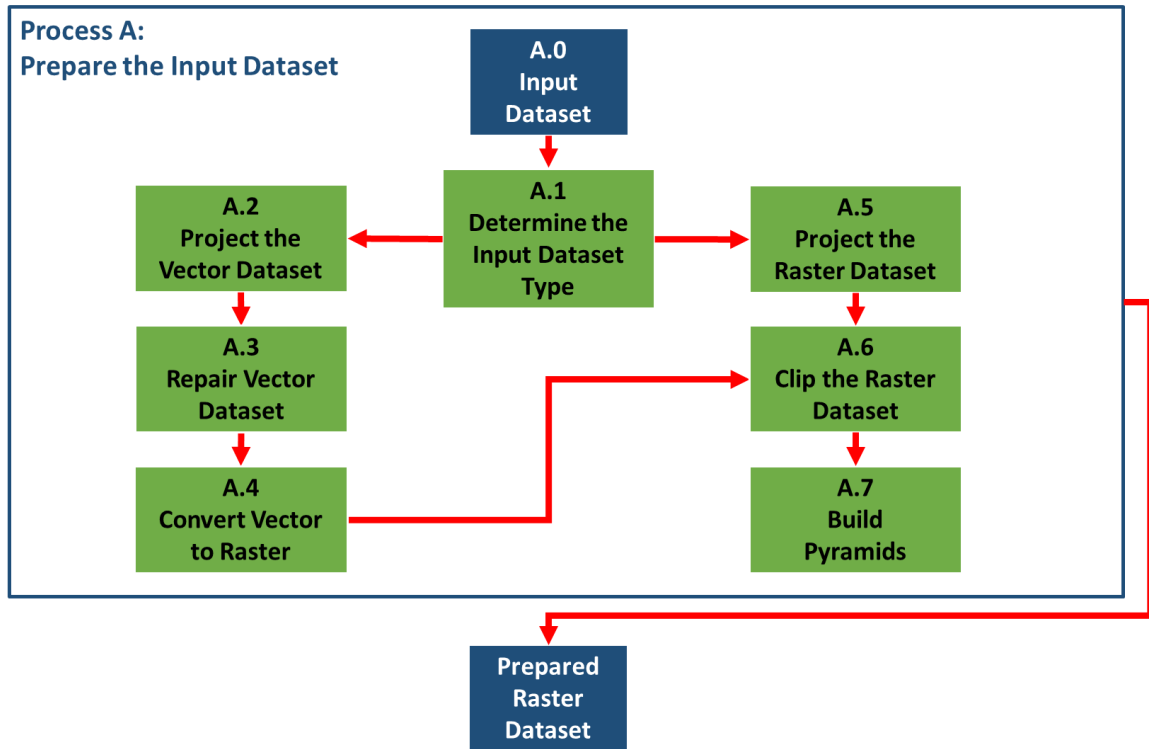 Process A:
Prepare the Input Dataset
A.0
Input
Dataset
A.1
Determine the
Input Dataset
Type
A.2
Project the
Vector Dataset
A.3
Repair Vector
Dataset
A.4
Convert Vector
to Raster
A.5
Project the
Raster Dataset
A.6
Clip the Raster
Dataset
A.7
Build
Pyramids
Prepared
Raster
Dataset